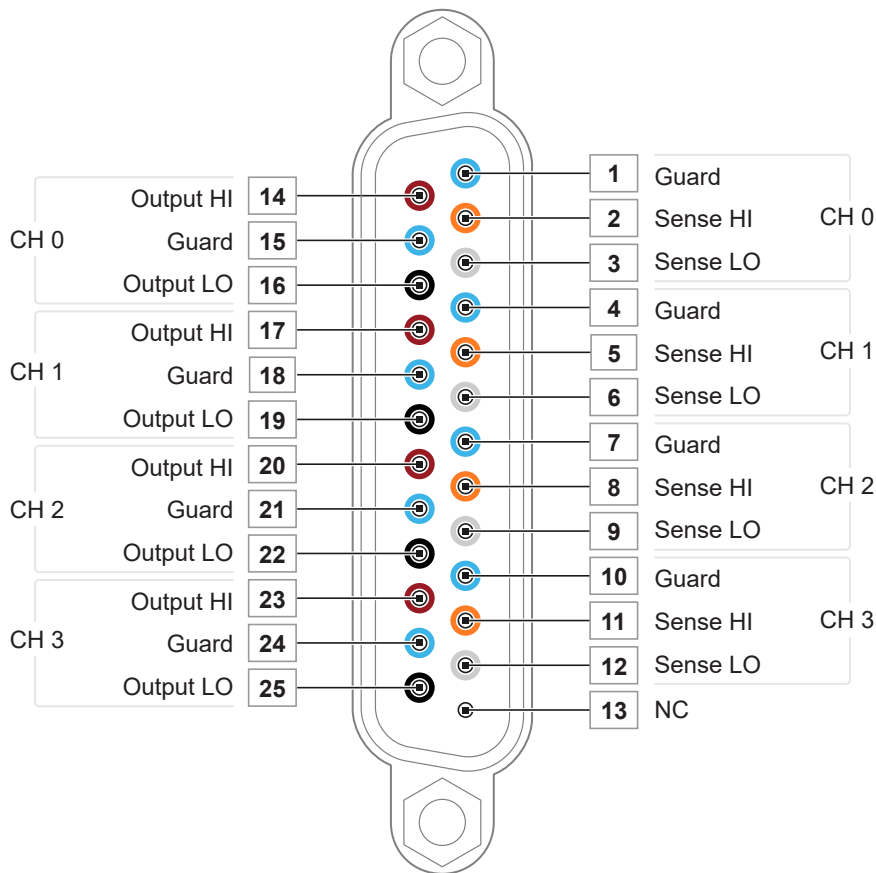 CH 0
Output HI 14
Guard 15
Output LO 16
CH 1
Output HI 17
Guard 18
Output LO 19
CH 2
Output HI 20
Guard 21
Output LO 22
CH 3
Output HI 23
Guard 24
Output LO 25
1 Guard
2 Sense HI
3 Sense LO
CH 0
4 Guard
5 Sense HI
6 Sense LO
CH 1
7 Guard
8 Sense HI
9 Sense LO
CH 2
10 Guard
11 Sense HI
12 Sense LO
CH 3
13 NC